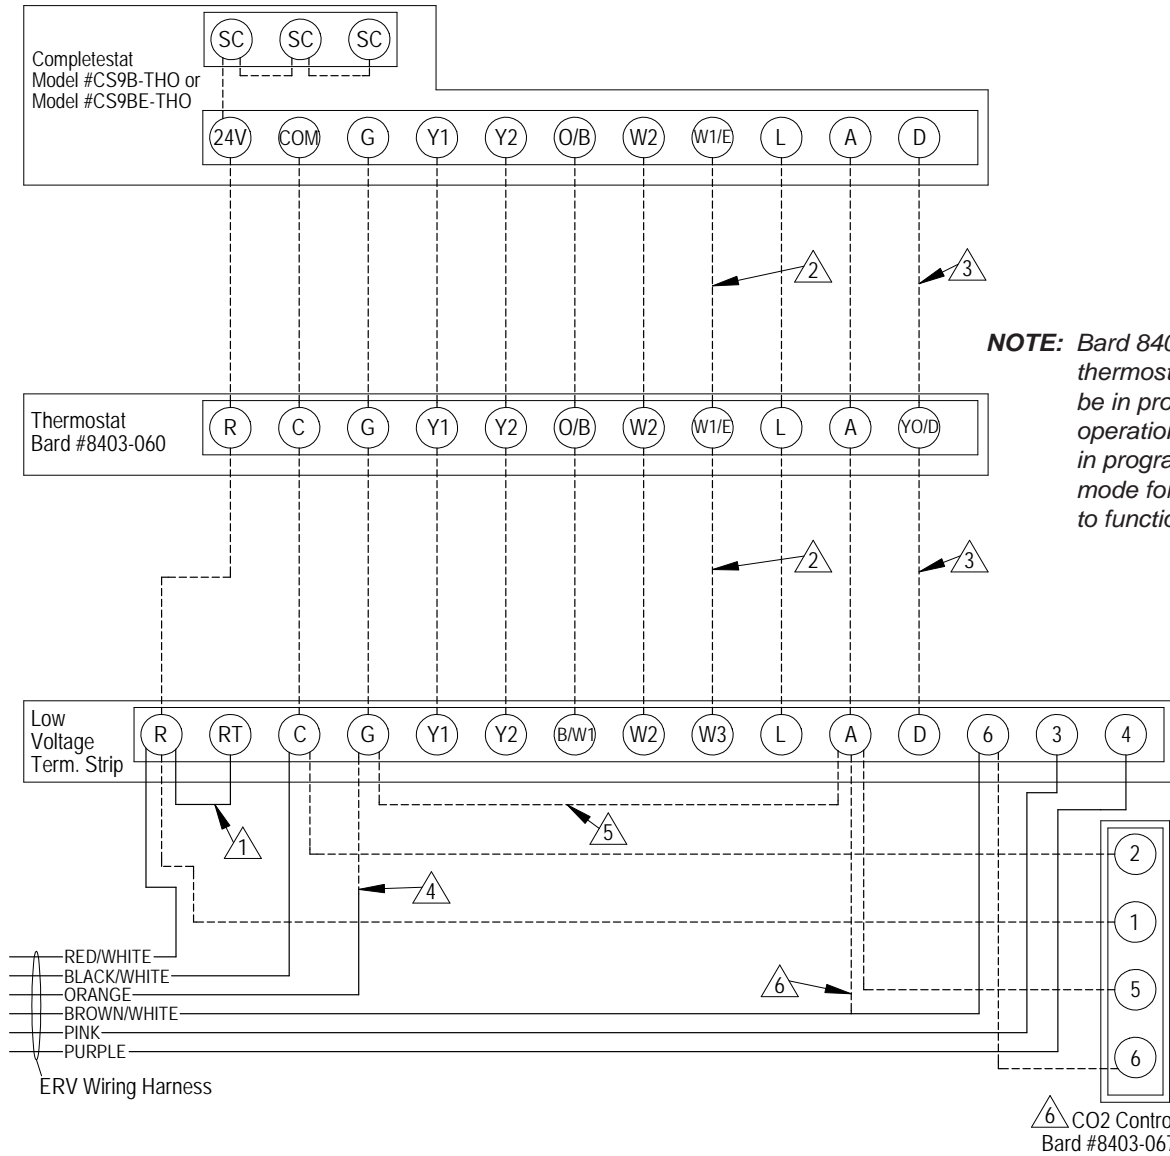 SC SC SC
Completestat
Model #CS9B-THO or
Model #CS9BE-THO
24V COM G Y1 Y2 O/B W2 W1/E L A D
2 3
NOTE: Bard 840
thermost
be in pro
operation
in progra
mode for
to functio
Thermostat
Bard #8403-060
R C G Y1 Y2 O/B W2 W1/E L A YO/D
2 3
Low
Voltage
Term. Strip
R RT C G Y1 Y2 B/W1 W2 W3 L A D 6 3 4
1 5
2
4
1
RED/WHITE
BLACK/WHITE
ORANGE
BROWN/WHITE
PINK
PURPLE
6 5
6
ERV Wiring Harness
6 CO2 Contro
Bard #8403-067